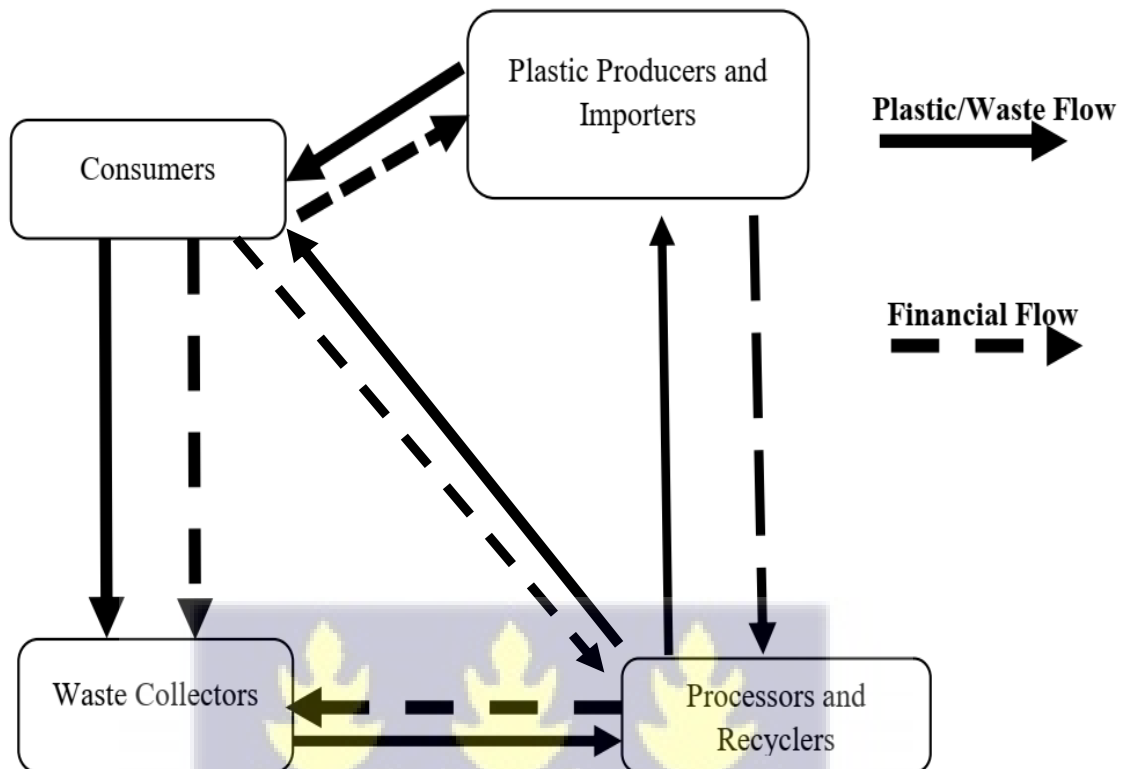 Plastic Producers and
Importers
Plastic/Waste Flow
Consumers
Financial Flow
Waste Collectors
Processors and
Recyclers